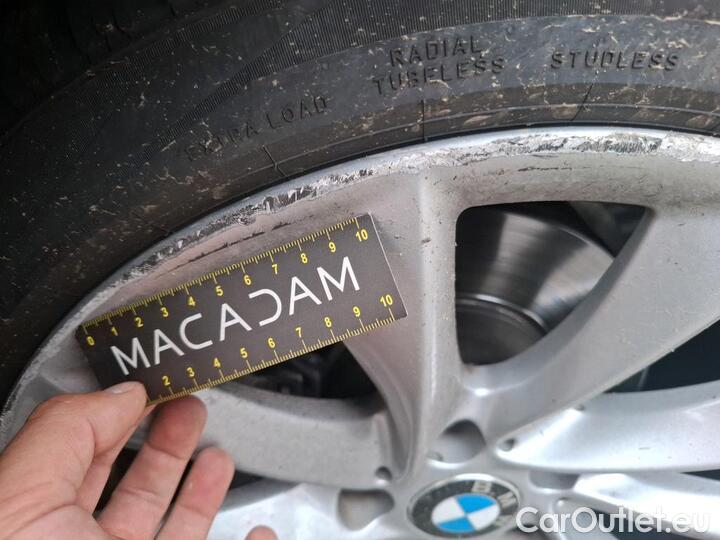 RADIAL
TUBELESS
STUDLESS
EXTRA LOAD
0 1 2 3 4 5 6 7 8 9 10
MACADAM
2 3 4 5 6 7 8 9 10
BMW
CarOutlet.eu